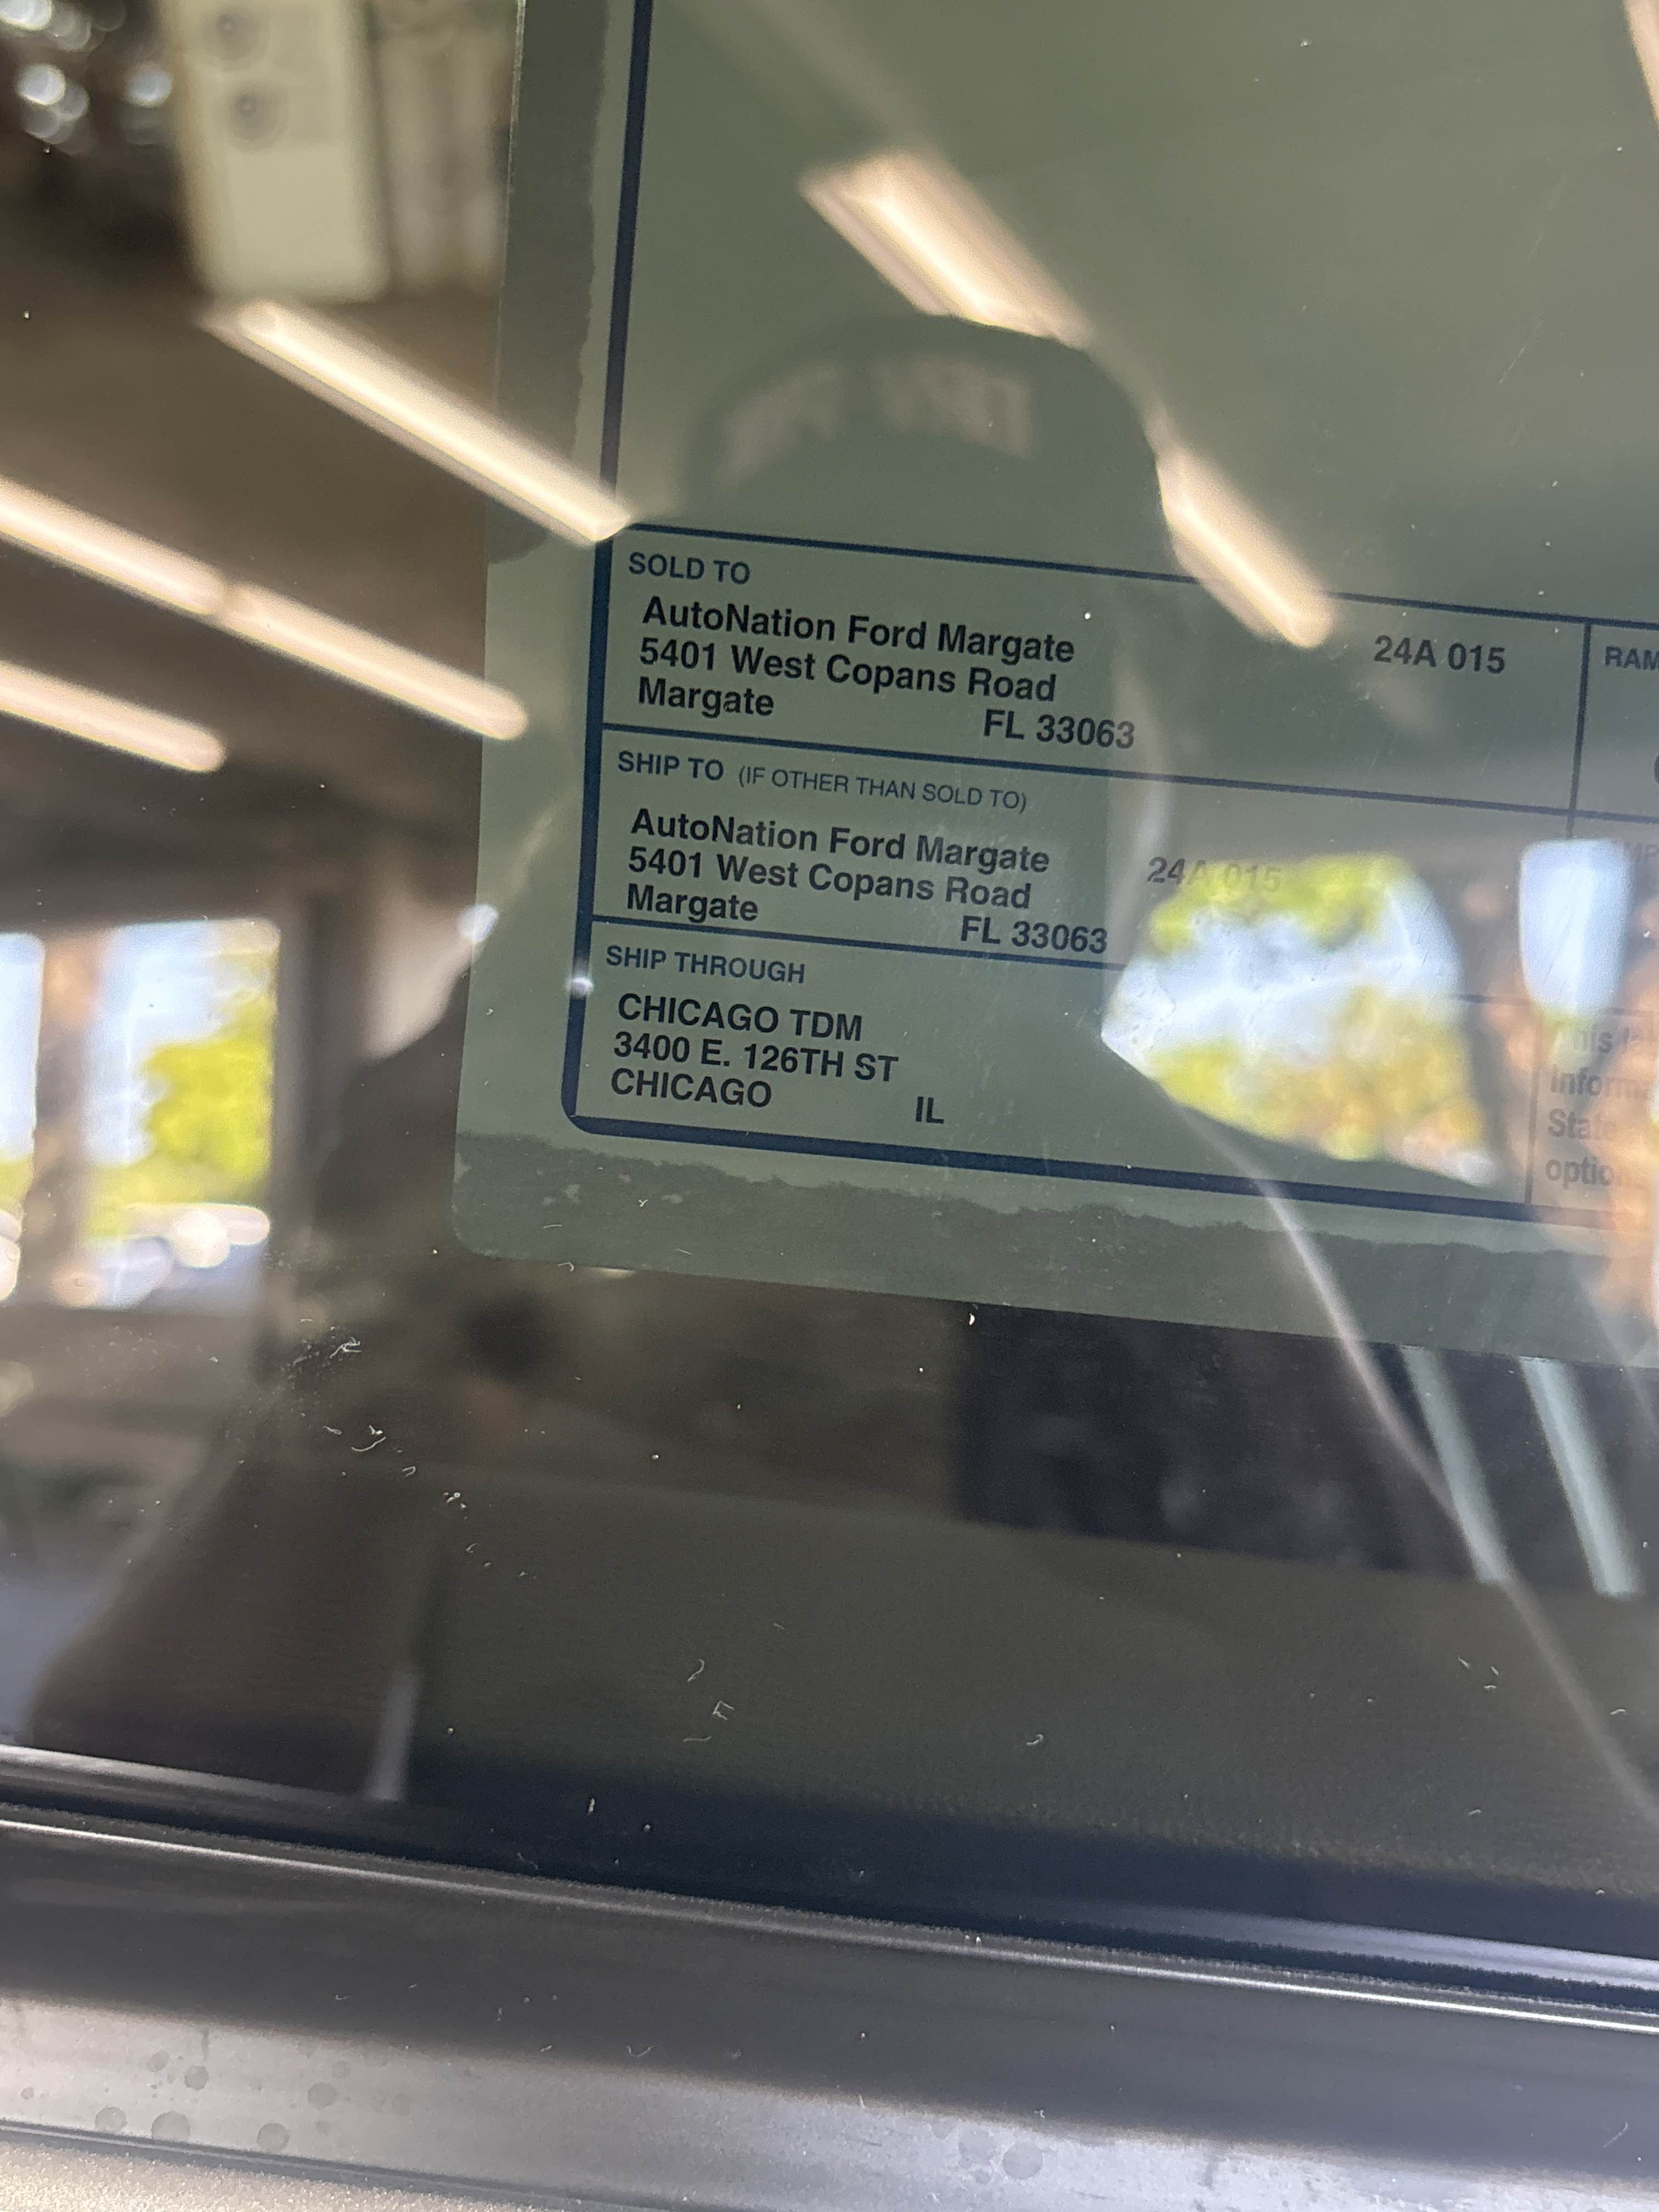 SOLD TO
AutoNation Ford Margate 24A 015
5401 West Copans Road
Margate FL 33063
SHIP TO (IF OTHER THAN SOLD TO)
AutoNation Ford Margate 24A 015
5401 West Copans Road
Margate FL 33063
SHIP THROUGH
CHICAGO TDM
3400 E. 126TH ST
CHICAGO IL
RAM
This
State